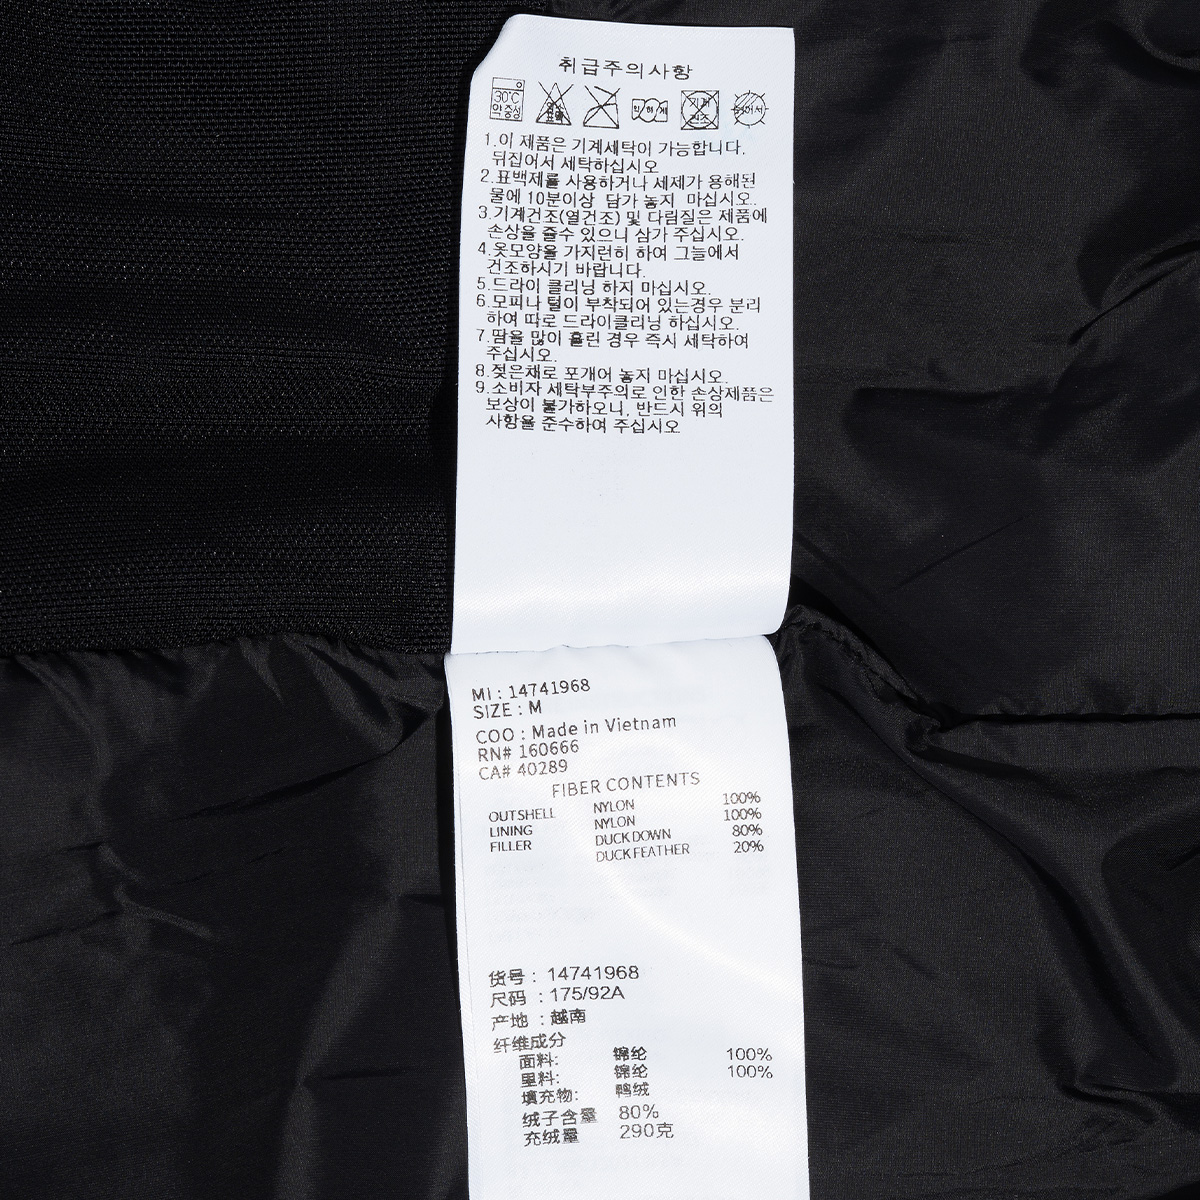 취급주의사항
30℃
약 중성
1.이 제품은 기계세탁이 가능합니다.
뒤집어서 세탁하십시오
2.표백제를 사용하거나 세제가 용해된
물에 10분이상 담가 놓지 마십시오.
3.기계건조(열건조) 및 다림질은 제품에
손상을 줄수 있으니 삼가 주십시오.
4.옷모양을 가지런히 하여 그늘에서
건조하시기 바랍니다.
5.드라이 클리닝 하지 마십시오.
6.모피나 털이 부착되어 있는경우 분리
하여 따로 드라이클리닝 하십시오.
7.땀을 많이 흘린 경우 즉시 세탁하여
주십시오.
8.젖은채로 포개어 놓지 마십시오.
9.소비자 세탁부주의로 인한 손상제품은
보상이 불가하오니, 반드시 위의
사항을 준수하여 주십시오
MI : 14741968
SIZE : M
COO : Made in Vietnam
RN# 160666
CA# 40289
FIBER CONTENTS
OUTSHELL NYLON 100%
LINING NYLON 100%
FILLER DUCK DOWN 80%
DUCK FEATHER 20%
货号 : 14741968
尺码 : 175/92A
产地 : 越南
纤维成分
面料: 锦纶 100%
里料: 锦纶 100%
填充物: 鸭绒
绒子含量 80%
充绒量 290克